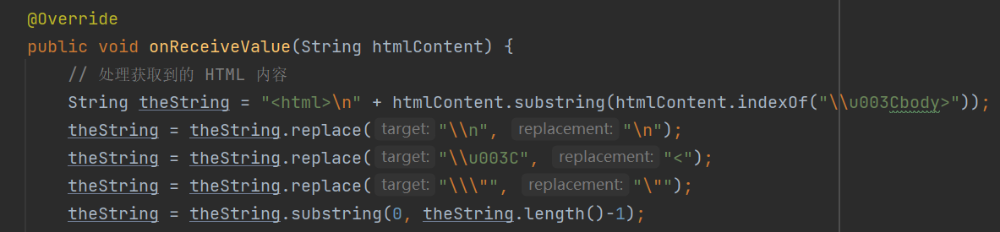 @Override
public void onReceiveValue(String htmlContent) {
// 处理获取到的 HTML 内容
String theString = "<html>\n" + htmlContent.substring(htmlContent.indexOf("\\u003Cbody>"));
theString = theString.replace( target: "\\n", replacement: "\n");
theString = theString.replace( target: "\\u003C", replacement: "<");
theString = theString.replace( target: "\\\"", replacement: "\"");
theString = theString.substring(0, theString.length()-1);